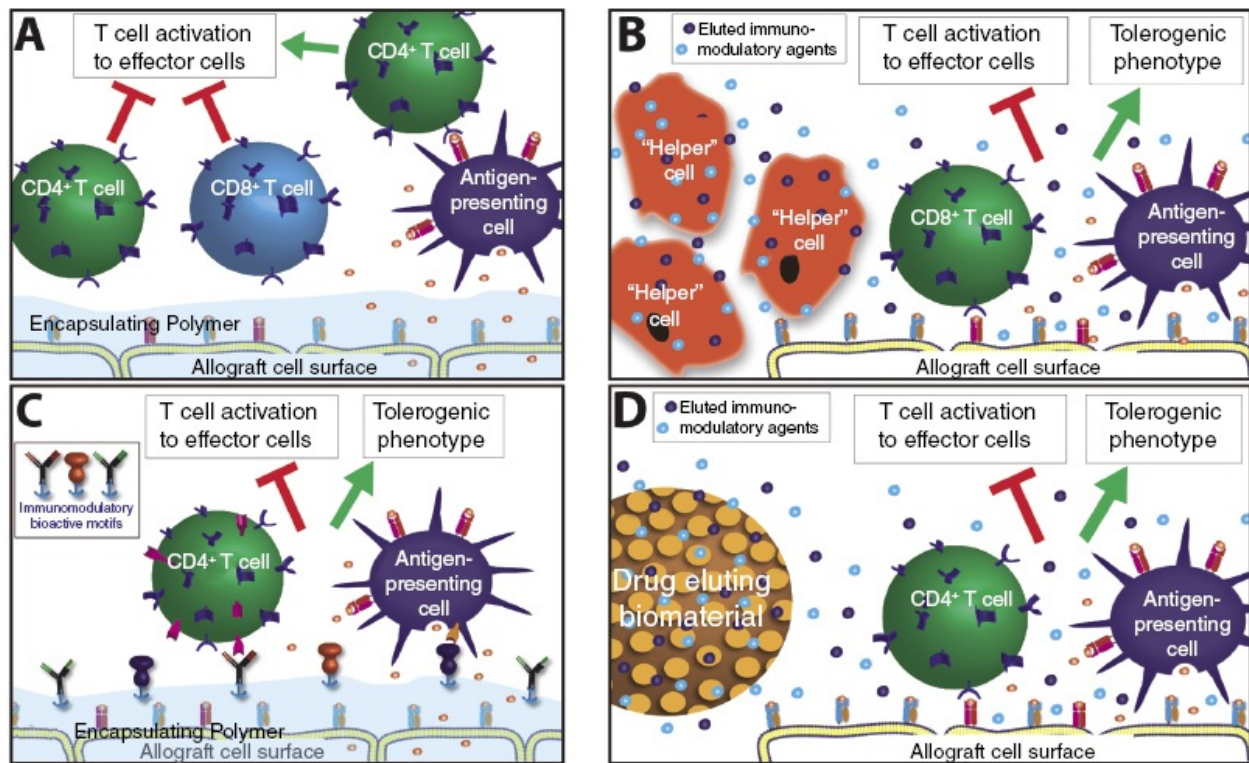 A
T cell activation
to effector cells
CD4⁺ T cell
CD4⁺ T cell
CD8⁺ T cell
Antigen-
presenting
cell
Encapsulating Polymer
Allograft cell surface
B
Eluted immuno-
modulatory agents
T cell activation
to effector cells
Tolerogenic
phenotype
"Helper"
cell
"Helper"
cell
"Helper"
cell
CD8⁺ T cell
Antigen-
presenting
cell
Allograft cell surface
C
T cell activation
to effector cells
Tolerogenic
phenotype
Immunomodulatory
bioactive motifs
CD4⁺ T cell
Antigen-
presenting
cell
Encapsulating Polymer
Allograft cell surface
D
Eluted immuno-
modulatory agents
T cell activation
to effector cells
Tolerogenic
phenotype
Drug eluting
biomaterial
CD4⁺ T cell
Antigen-
presenting
cell
Allograft cell surface